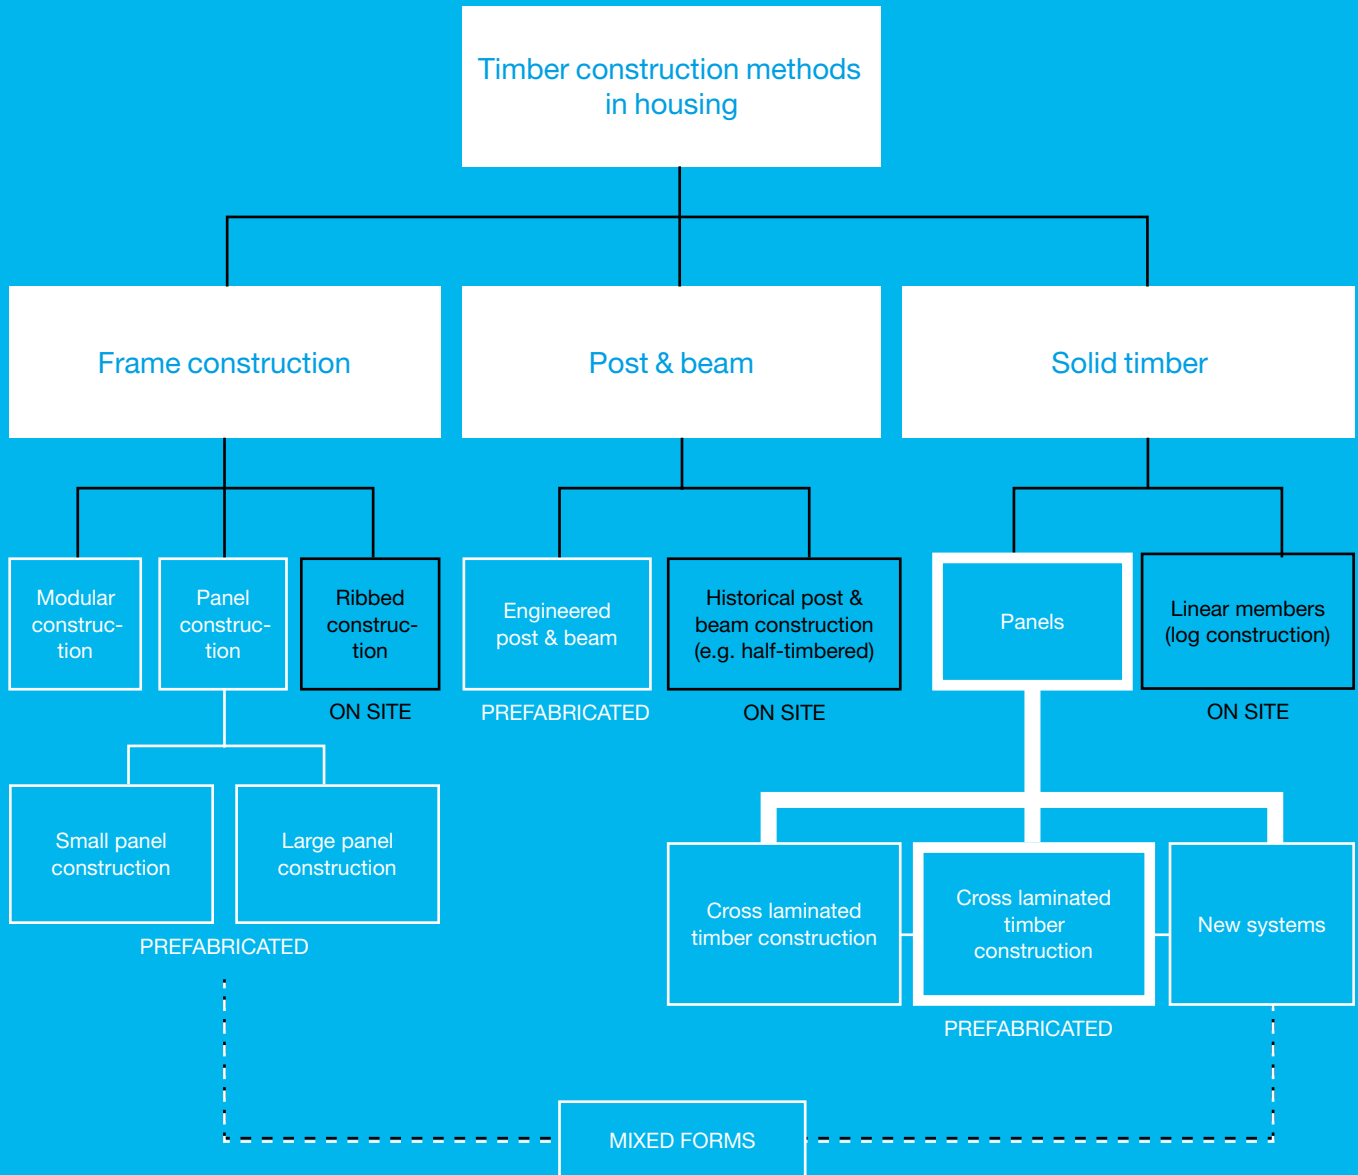 Timber construction methods
in housing
Frame construction
Post & beam
Solid timber
Modular
construc-
tion
Panel
construc-
tion
Ribbed
construc-
tion
ON SITE
Engineered
post & beam
PREFABRICATED
Historical post &
beam construction
(e.g. half-timbered)
ON SITE
Panels
Linear members
(log construction)
ON SITE
Small panel
construction
Large panel
construction
PREFABRICATED
Cross laminated
timber construction
Cross laminated
timber
construction
New systems
PREFABRICATED
MIXED FORMS